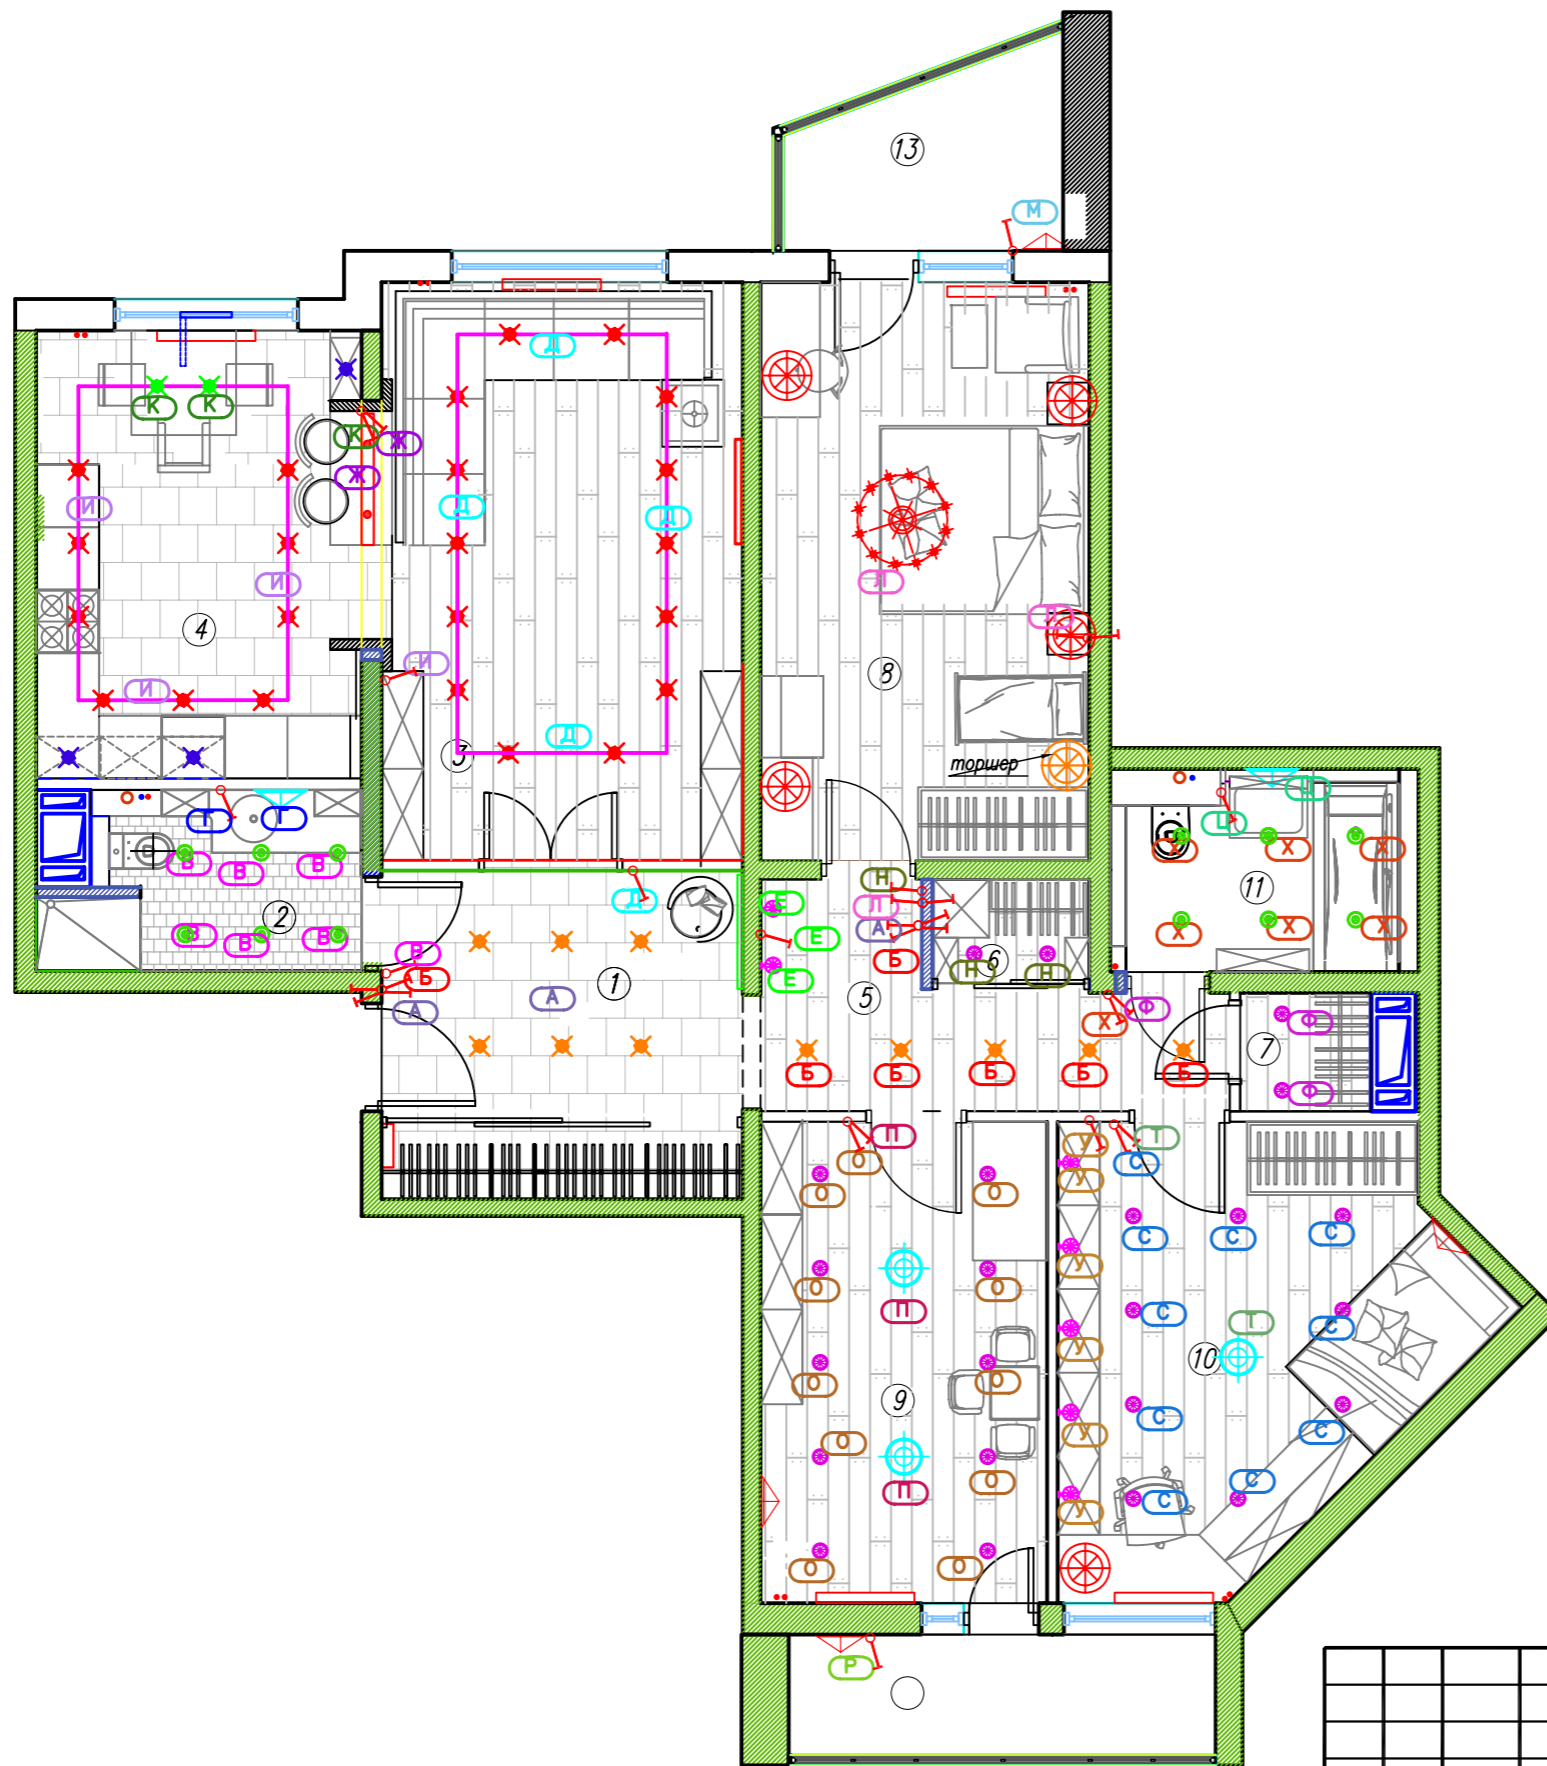 13
М
Д
К К
К Ж
Ж
И
Д
Д
И
Л
Л
4
И
8
И
Д
3
торшер
Ц
Г Г
Ц
В В В
Х Х Х
11
Н
Д
Е Л
2
А
В В В
Е
Х Х Х
В
Б
6
Б
Н Н
А
Е
1
А
5
Ф
Х
Ф
7
Б Б Б Б Б
Ф
П
У Т
О
С
У
О О
С С С
У
О О
П
С
Т
С
У
10
О О
9
С
С
У
О
О
С
П
С
У
О О
Р